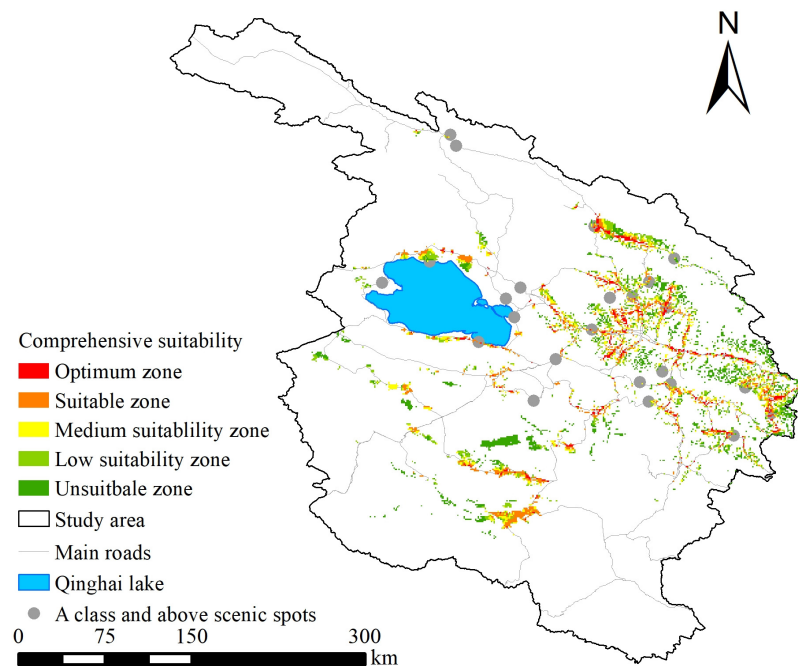 N
Comprehensive suitability
Optimum zone
Suitable zone
Medium suitablility zone
Low suitability zone
Unsuitbale zone
Study area
Main roads
Qinghai lake
A class and above scenic spots
0 75 150 300
km